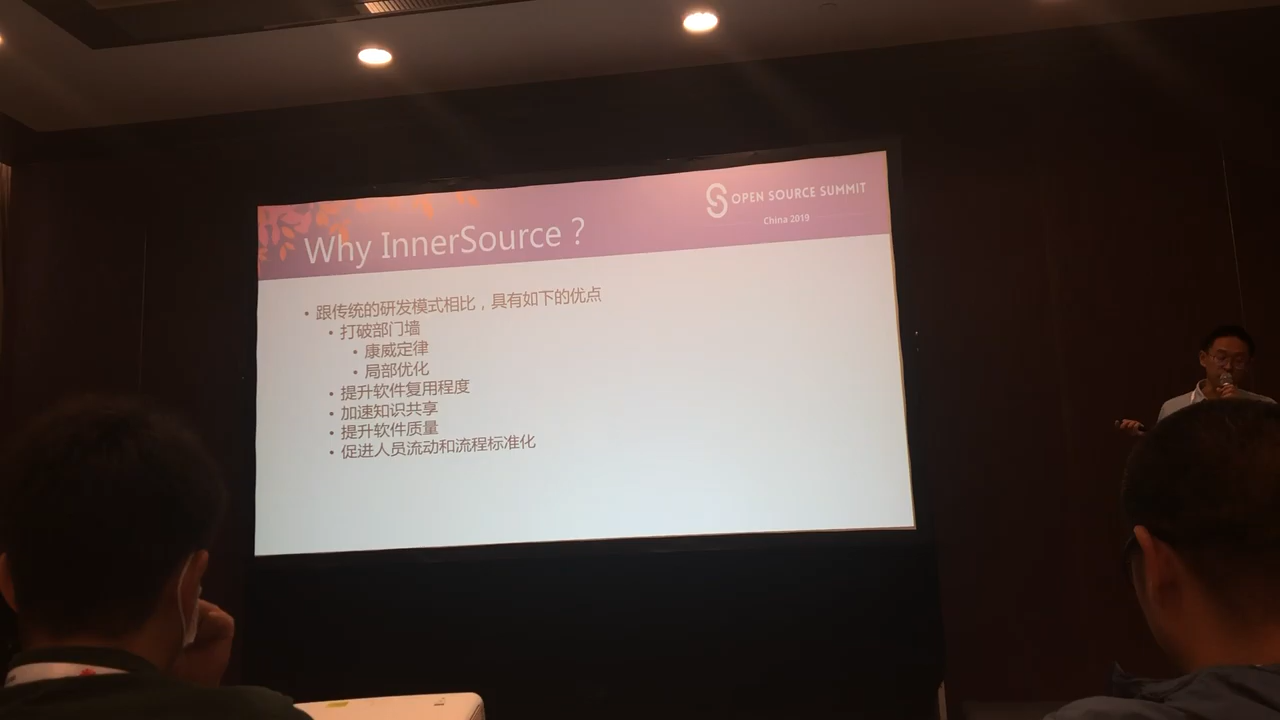 OPEN SOURCE SUMMIT
China 2019
Why InnerSource？
• 跟传统的研发模式相比，具有如下的优点
• 打破部门墙
• 康威定律
• 局部优化
• 提升软件复用程度
• 加速知识共享
• 提升软件质量
• 促进人员流动和流程标准化